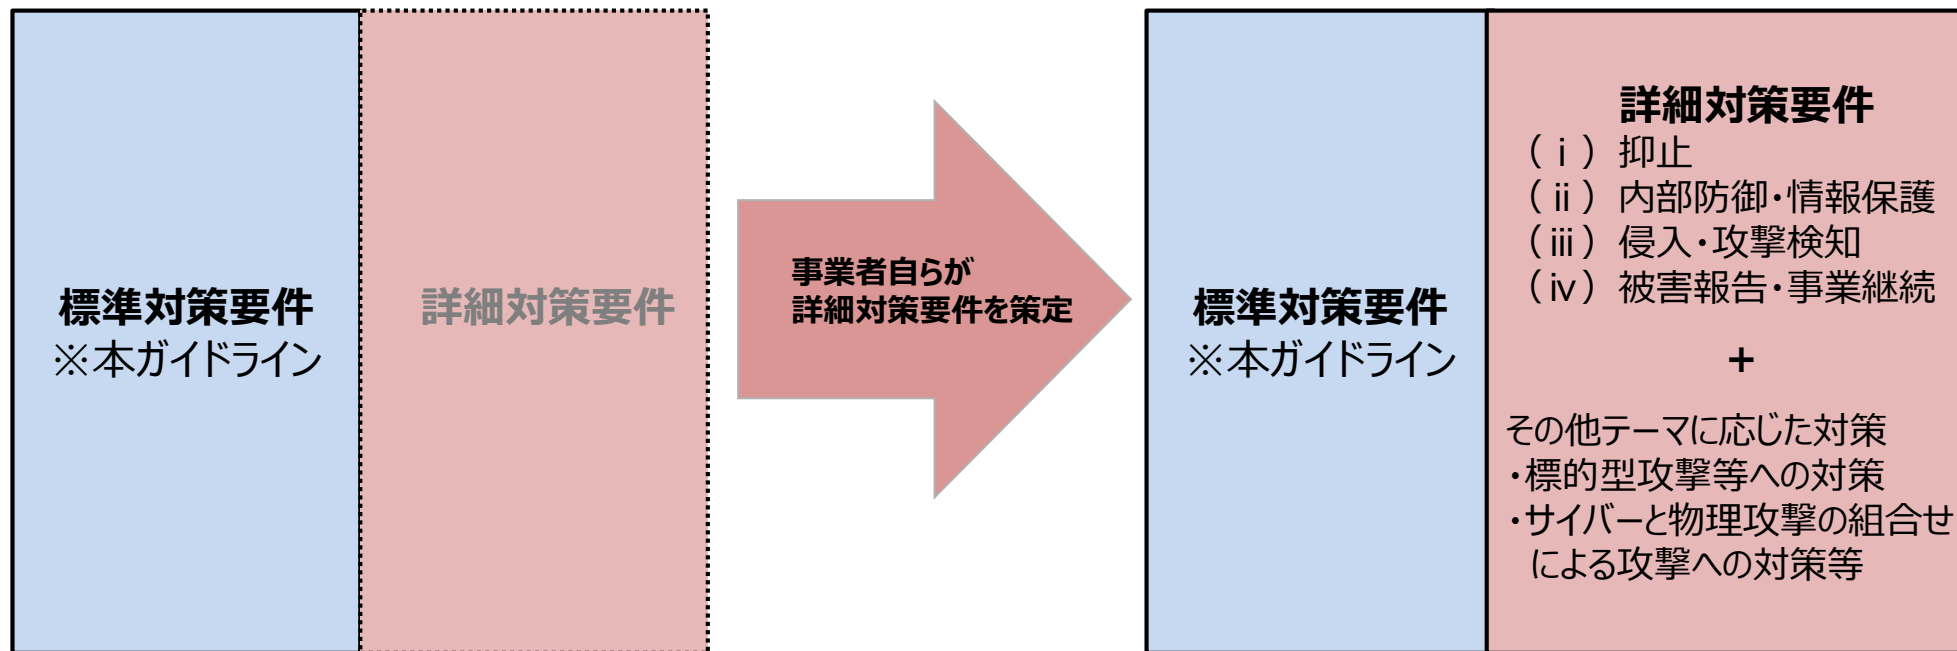 標準対策要件
※本ガイドライン
詳細対策要件
事業者自らが
詳細対策要件を策定
標準対策要件
※本ガイドライン
詳細対策要件
（ⅰ）抑止
（ⅱ）内部防御・情報保護
（ⅲ）侵入・攻撃検知
（ⅳ）被害報告・事業継続
+
その他テーマに応じた対策
・標的型攻撃等への対策
・サイバーと物理攻撃の組合せ
による攻撃への対策等